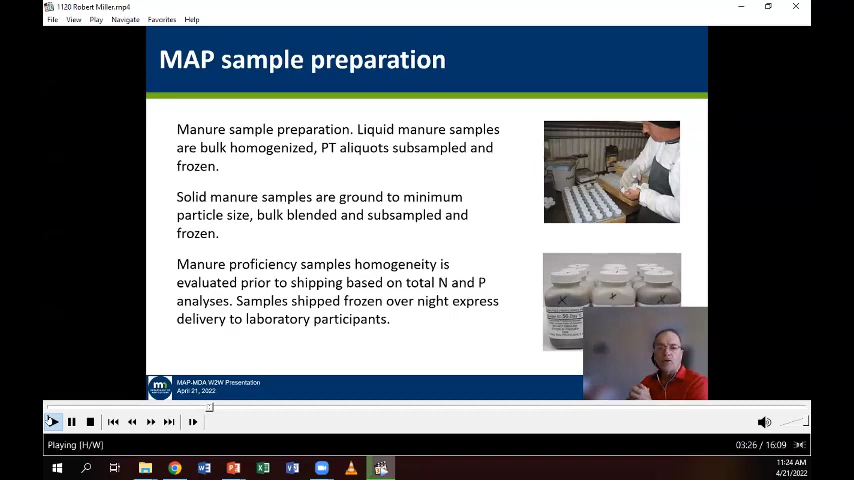 1120 Robert Miller.mp4
File View Play Navigate Favorites Help
MAP sample preparation
Manure sample preparation. Liquid manure samples
are bulk homogenized, PT aliquots subsampled and
frozen.
Solid manure samples are ground to minimum
particle size, bulk blended and subsampled and
frozen.
Manure proficiency samples homogeneity is
evaluated prior to shipping based on total N and P
analyses. Samples shipped frozen over night express
delivery to laboratory participants.
MAP-MDA W2W Presentation
April 21, 2022
Playing [H/W]
03:26 / 16:09
11:24 AM
4/21/2022